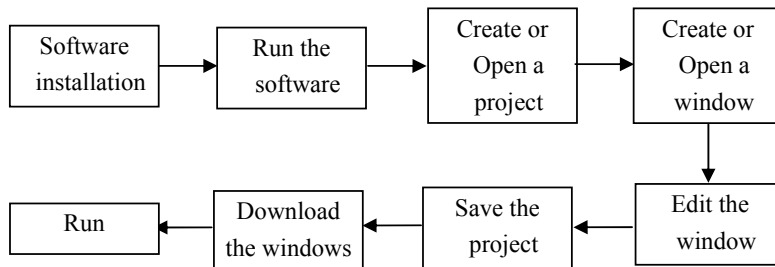 Software
installation
Run the
software
Create or
Open a
project
Create or
Open a
window
Edit the
window
Save the
project
Download
the windows
Run